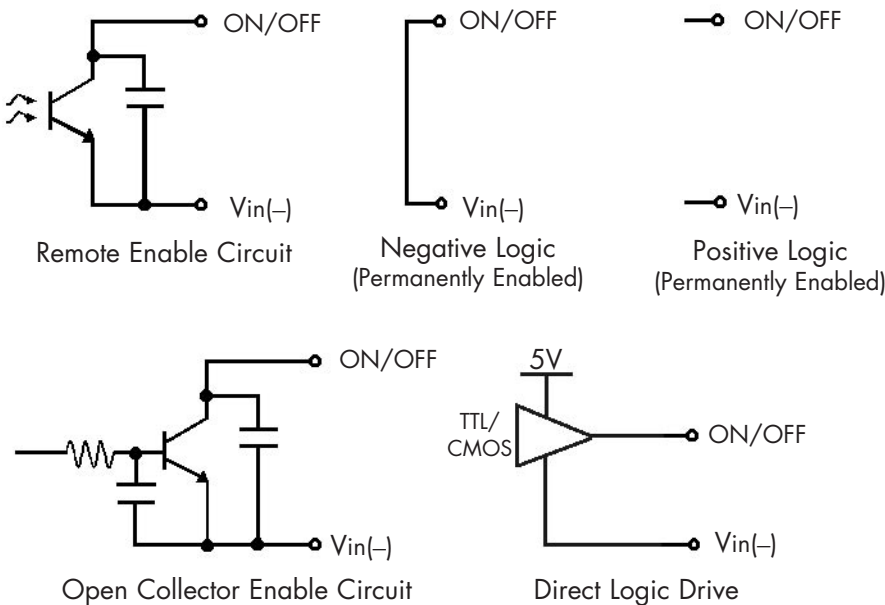 ON/OFF
Vin(–)
Remote Enable Circuit
ON/OFF
Vin(–)
Negative Logic
(Permanently Enabled)
ON/OFF
Vin(–)
Positive Logic
(Permanently Enabled)
ON/OFF
Vin(–)
Open Collector Enable Circuit
5V
TTL/
CMOS
ON/OFF
Vin(–)
Direct Logic Drive